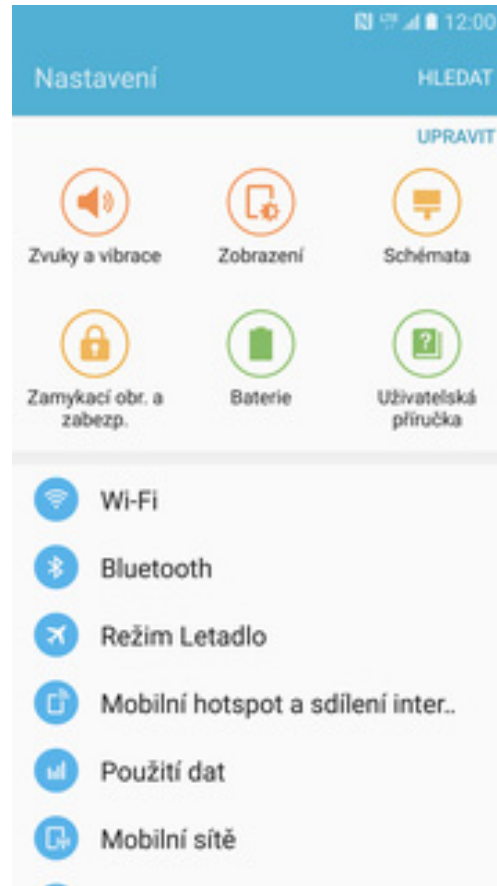 12:00
Nastavení
HLEDAT
UPRAVIT
Zvuky a vibrace
Zobrazení
Schémata
Zamykací obr. a
zabezp.
Baterie
Uživatelská
příručka
Wi-Fi
Bluetooth
Režim Letadlo
Mobilní hotspot a sdílení inter..
Použití dat
Mobilní sítě